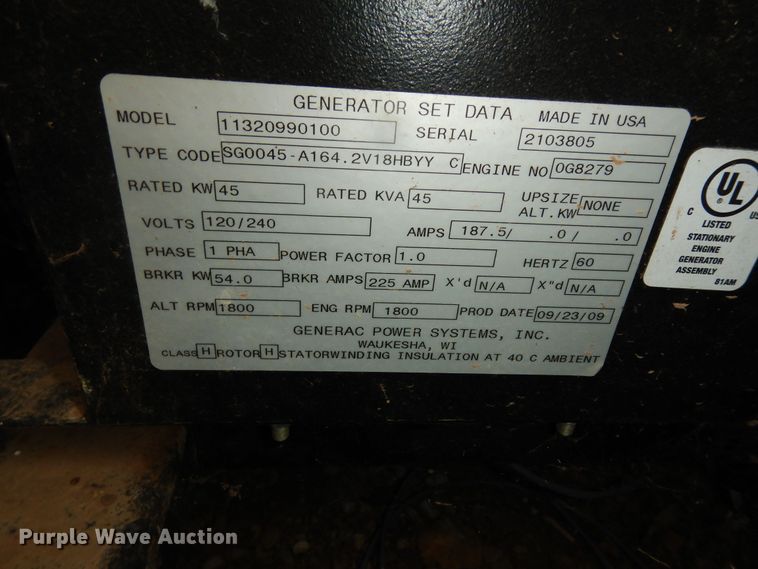 GENERATOR SET DATA MADE IN USA
MODEL 11320990100 SERIAL 2103805
TYPE CODE SG0045-A164.2V18HBYY C ENGINE NO 0G8279
RATED KW 45 RATED KVA 45 UPSIZE ALT.KW NONE
VOLTS 120/240 AMPS 187.5/ .0/ .0
PHASE 1 PHA POWER FACTOR 1.0 HERTZ 60
BRKR KW 54.0 BRKR AMPS 225 AMP X'd N/A X"d N/A
ALT RPM 1800 ENG RPM 1800 PROD DATE 09/23/09
GENERAC POWER SYSTEMS, INC.
WAUKESHA, WI
CLASS H ROTOR H STATORWINDING INSULATION AT 40 C AMBIENT
UL
C US
LISTED
STATIONARY
ENGINE
GENERATOR
ASSEMBLY
81AM
Purple Wave Auction